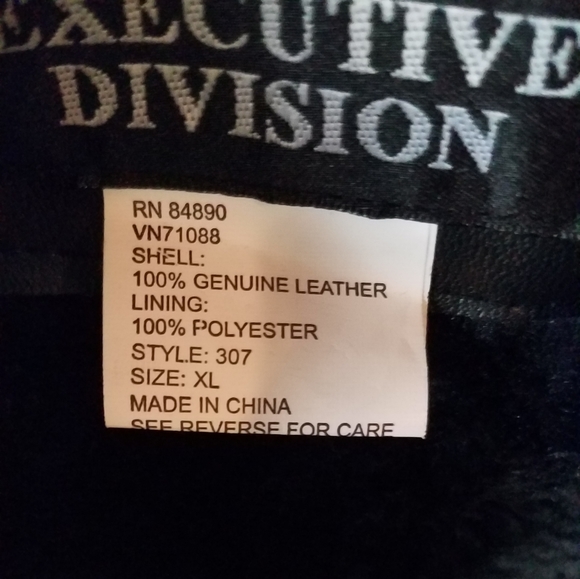 EXECUTIVE
DIVISION
RN 84890
VN71088
SHELL:
100% GENUINE LEATHER
LINING:
100% POLYESTER
STYLE: 307
SIZE: XL
MADE IN CHINA
SEE REVERSE FOR CARE